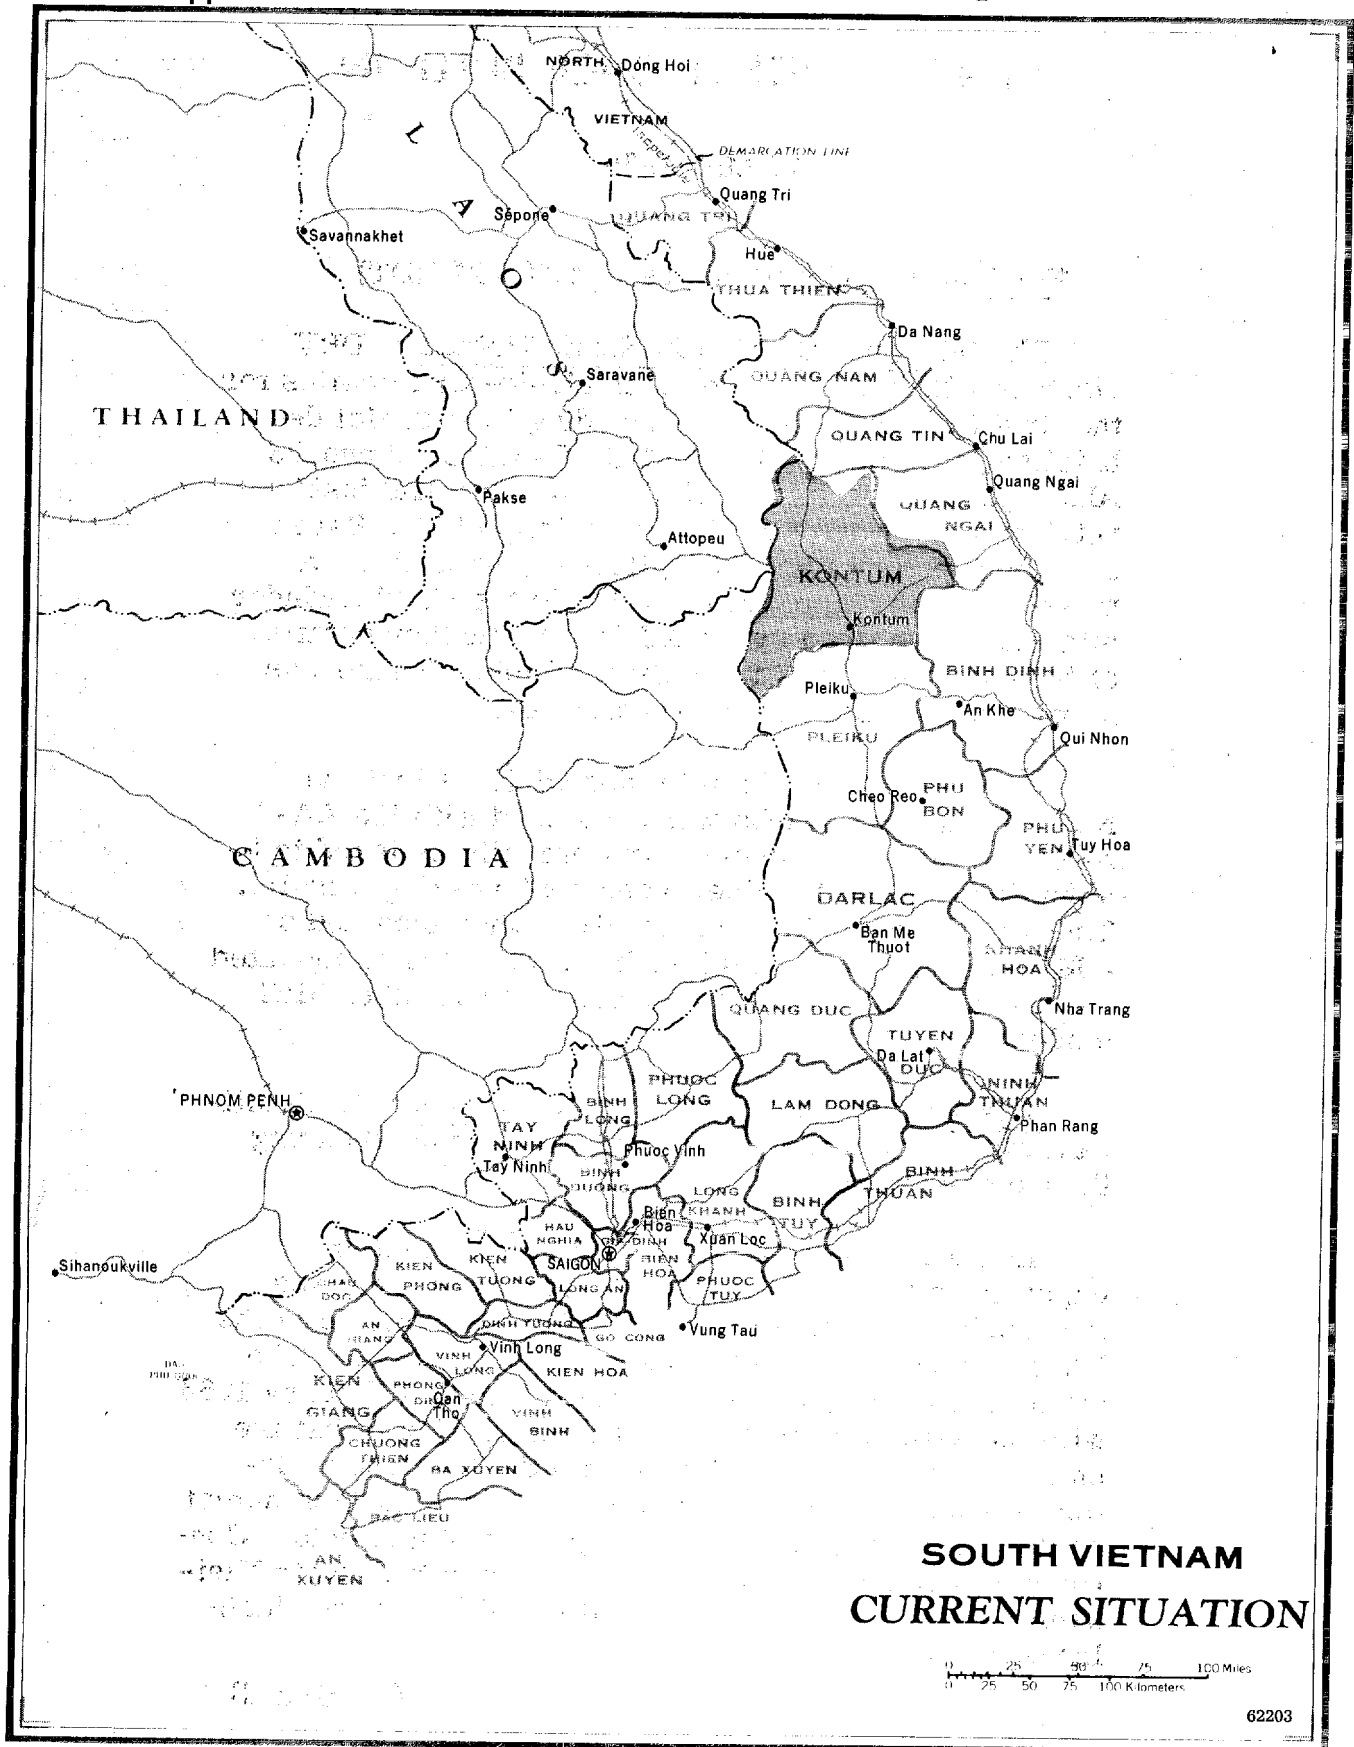 NORTH
Dong Hoi
VIETNAM
DEMARCATION LINE
L
A
O
S
Quang Tri
Sepone
QUANG TRI
Savannakhet
Hue
THUA THIEN
Da Nang
Saravane
QUANG NAM
THAILAND
QUANG TIN
Chu Lai
Quang Ngai
Pakse
QUANG
NGAI
Attopeu
KONTUM
Kontum
BINH DINH
Pleiku
An Khe
PLEIKU
Qui Nhon
Cheo Reo
PHU
BON
PHU
YEN
Tuy Hoa
CAMBODIA
DARLAC
Ban Me
Thuot
KHANH
HOA
QUANG DUC
Nha Trang
TUYEN
Da Lat
DUC
PHUOC
LONG
NINH
THUAN
PHNOM PENH
BINH
LONG
LAM DONG
TAY
NINH
Phan Rang
Phuoc Vinh
Tay Ninh
BINH
DUONG
BINH
THUAN
LONG
KHANH
BINH
TUY
Bien
Hoa
HAU
NGHIA
GIA DINH
Xuan Loc
SAIGON
BIEN
HOA
KIEN
PHONG
KIEN
TUONG
Sihanoukville
CHAU
DOC
LONG AN
PHUOC
TUY
AN
GIANG
DINH TUONG
GO CONG
Vung Tau
Vinh Long
VINH
LONG
KIEN HOA
KIEN
GIANG
PHONG
DINH
Can
Tho
VINH
BINH
CHUONG
THIEN
BA XUYEN
BAC LIEU
AN
XUYEN
SOUTH VIETNAM
CURRENT SITUATION
0 25 50 75 100 Miles
0 25 50 75 100 Kilometers
62203